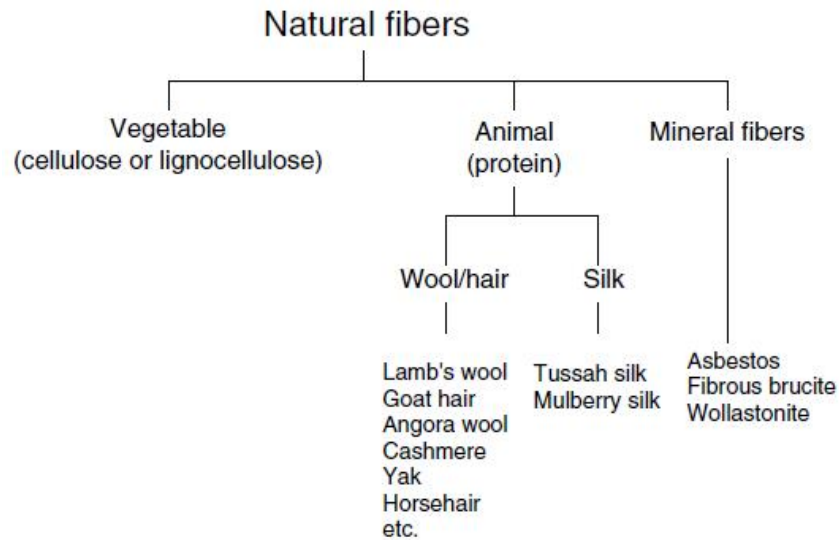 Natural fibers
Vegetable
(cellulose or lignocellulose)
Animal
(protein)
Mineral fibers
Wool/hair
Silk
Lamb's wool
Goat hair
Angora wool
Cashmere
Yak
Horsehair
etc.
Tussah silk
Mulberry silk
Asbestos
Fibrous brucite
Wollastonite